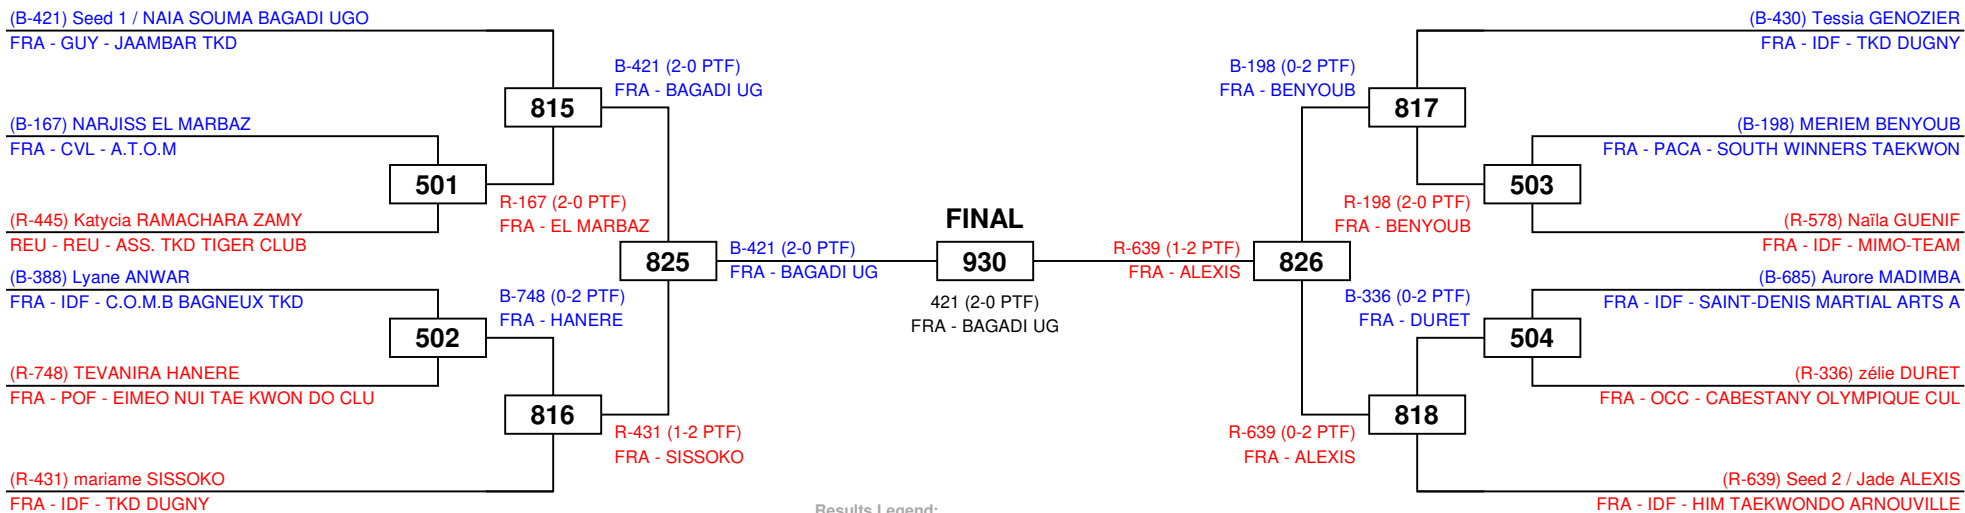 (B-421) Seed 1 / NAIA SOUMA BAGADI UGO
FRA - GUY - JAAMBAR TKD
(B-167) NARJISS EL MARBAZ
FRA - CVL - A.T.O.M
(R-445) Katycia RAMACHARA ZAMY
REU - REU - ASS. TKD TIGER CLUB
(B-388) Lyane ANWAR
FRA - IDF - C.O.M.B BAGNEUX TKD
(R-748) TEVANIRA HANERE
FRA - POF - EIMEO NUI TAE KWON DO CLU
(R-431) mariame SISSOKO
FRA - IDF - TKD DUGNY
501
502
R-167 (2-0 PTF)
FRA - EL MARBAZ
B-748 (0-2 PTF)
FRA - HANERE
815
816
B-421 (2-0 PTF)
FRA - BAGADI UG
R-431 (1-2 PTF)
FRA - SISSOKO
825
B-421 (2-0 PTF)
FRA - BAGADI UG
FINAL
930
421 (2-0 PTF)
FRA - BAGADI UG
R-639 (1-2 PTF)
FRA - ALEXIS
826
B-198 (0-2 PTF)
FRA - BENYOUB
R-639 (0-2 PTF)
FRA - ALEXIS
817
818
R-198 (2-0 PTF)
FRA - BENYOUB
B-336 (0-2 PTF)
FRA - DURET
503
504
(B-430) Tessia GENOZIER
FRA - IDF - TKD DUGNY
(B-198) MERIEM BENYOUB
FRA - PACA - SOUTH WINNERS TAEKWON
(R-578) Naïla GUENIF
FRA - IDF - MIMO-TEAM
(B-685) Aurore MADIMBA
FRA - IDF - SAINT-DENIS MARTIAL ARTS A
(R-336) zélie DURET
FRA - OCC - CABESTANY OLYMPIQUE CUL
(R-639) Seed 2 / Jade ALEXIS
FRA - IDF - HIM TAEKWONDO ARNOUVILLE
Results Legend: